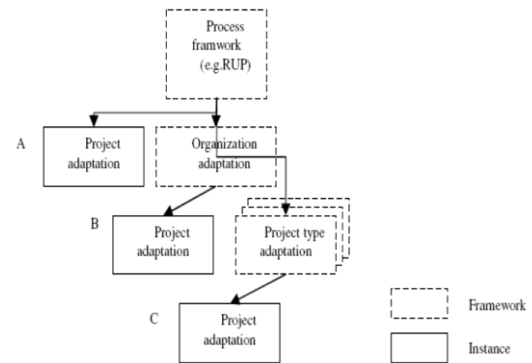 Process
framwork
(e.g.RUP)
A
Project
adaptation
Organization
adaptation
B
Project
adaptation
Project type
adaptation
C
Project
adaptation
Framework
Instance